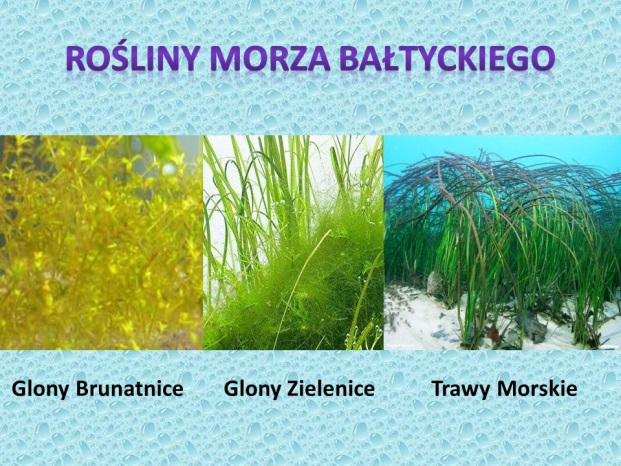 ROŚLINY MORZA BAŁTYCKIEGO
Glony Brunatnice
Glony Zielenice
Trawy Morskie